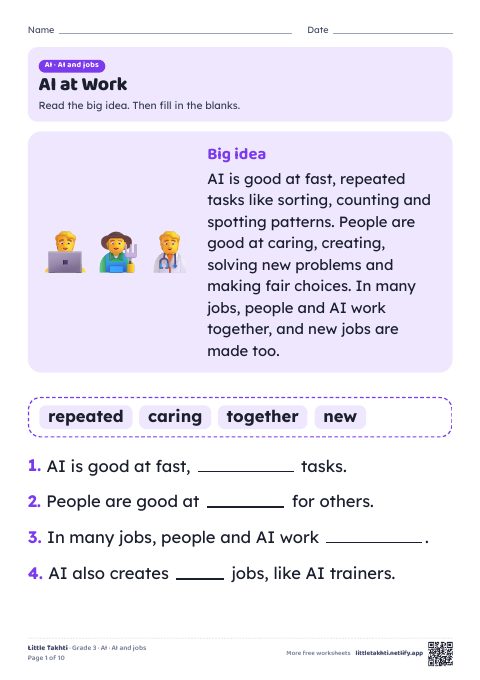 Name Date
AI · AI and jobs
AI at Work
Read the big idea. Then fill in the blanks.
Big idea
AI is good at fast, repeated
tasks like sorting, counting and
spotting patterns. People are
good at caring, creating,
solving new problems and
making fair choices. In many
jobs, people and AI work
together, and new jobs are
made too.
repeated caring together new
1. AI is good at fast, __________ tasks.
2. People are good at ________ for others.
3. In many jobs, people and AI work __________.
4. AI also creates _____ jobs, like AI trainers.
Little Takhti · Grade 3 · AI · AI and jobs
Page 1 of 10
More free worksheets littletakhti.netlify.app